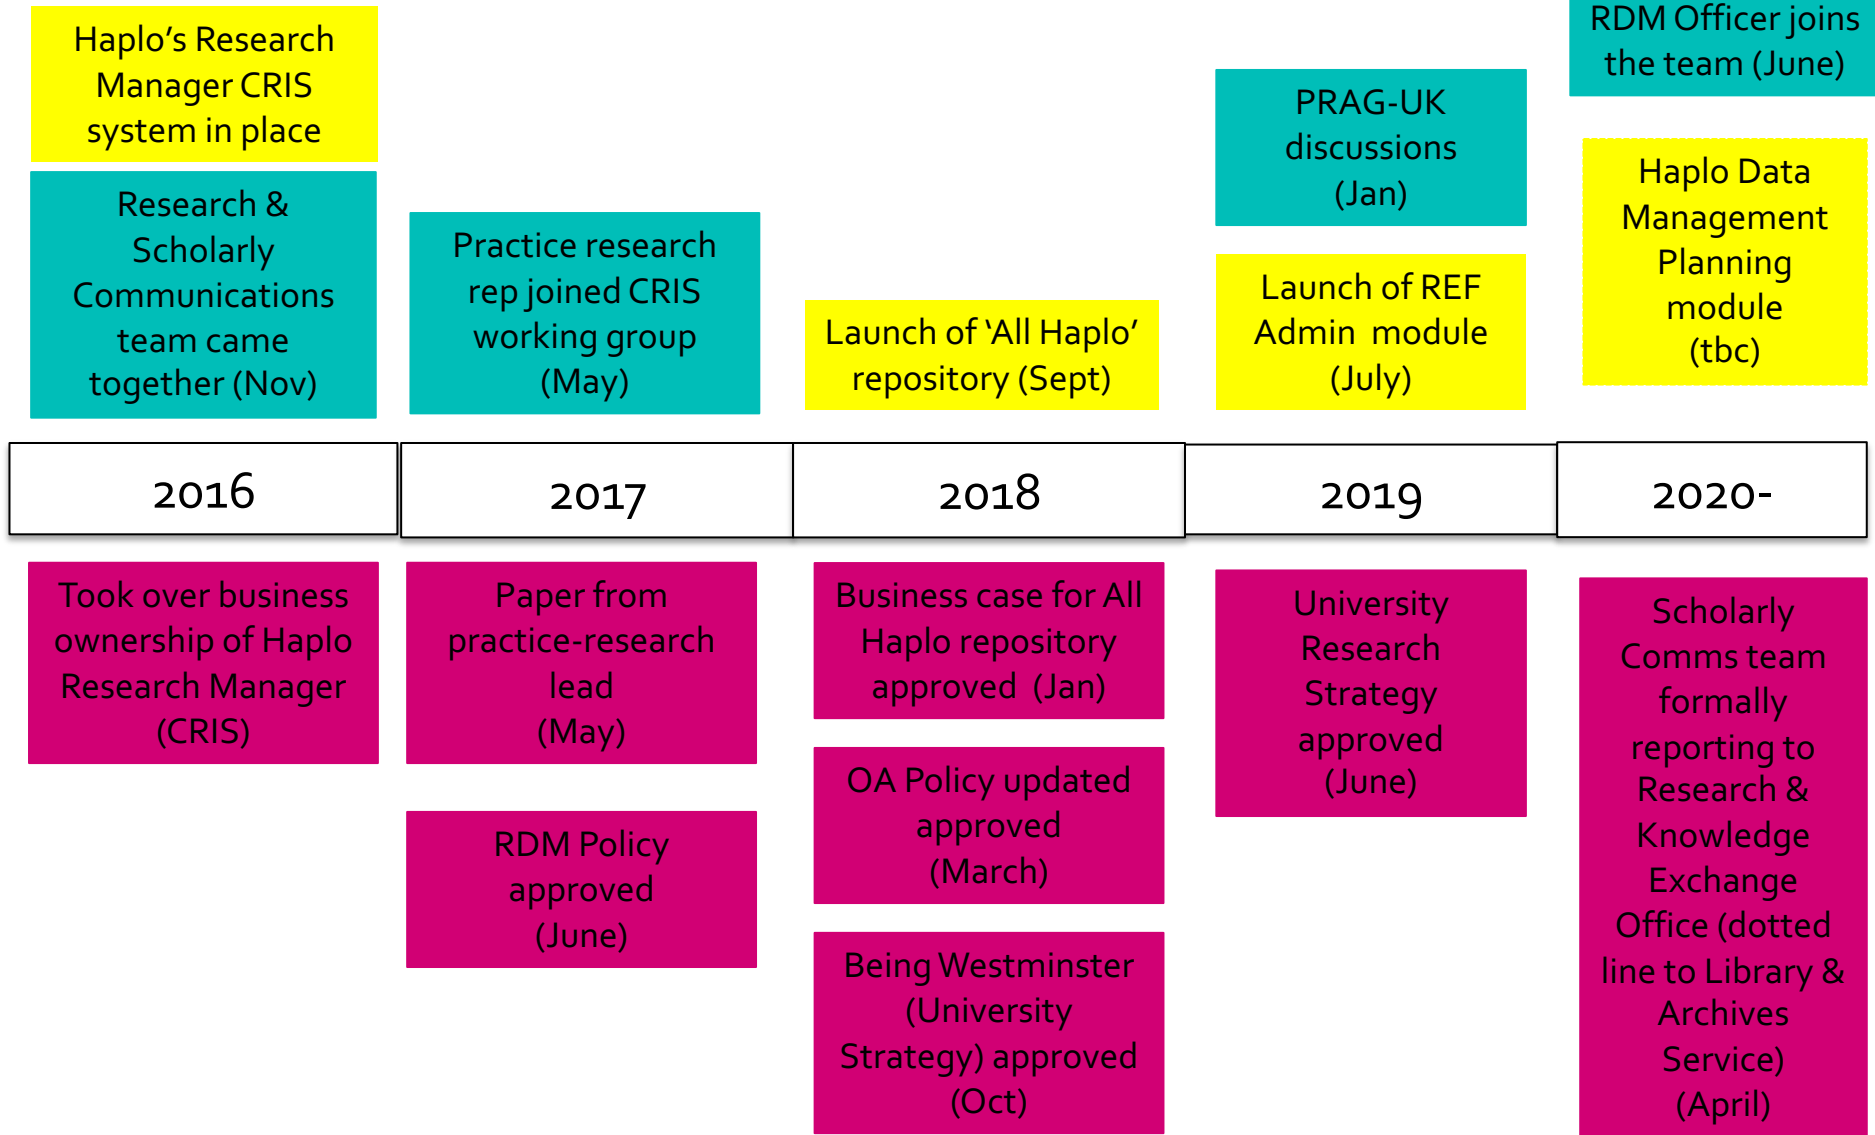 Haplo’s Research
Manager CRIS
system in place
Research &
Scholarly
Communications
team came
together (Nov)
Practice research
rep joined CRIS
working group
(May)
Launch of ‘All Haplo’
repository (Sept)
PRAG-UK
discussions
(Jan)
Launch of REF
Admin module
(July)
RDM Officer joins
the team (June)
Haplo Data
Management
Planning
module
(tbc)
2016
2017
2018
2019
2020-
Took over business
ownership of Haplo
Research Manager
(CRIS)
Paper from
practice-research
lead
(May)
RDM Policy
approved
(June)
Business case for All
Haplo repository
approved (Jan)
OA Policy updated
approved
(March)
Being Westminster
(University
Strategy) approved
(Oct)
University
Research
Strategy
approved
(June)
Scholarly
Comms team
formally
reporting to
Research &
Knowledge
Exchange
Office (dotted
line to Library &
Archives
Service)
(April)